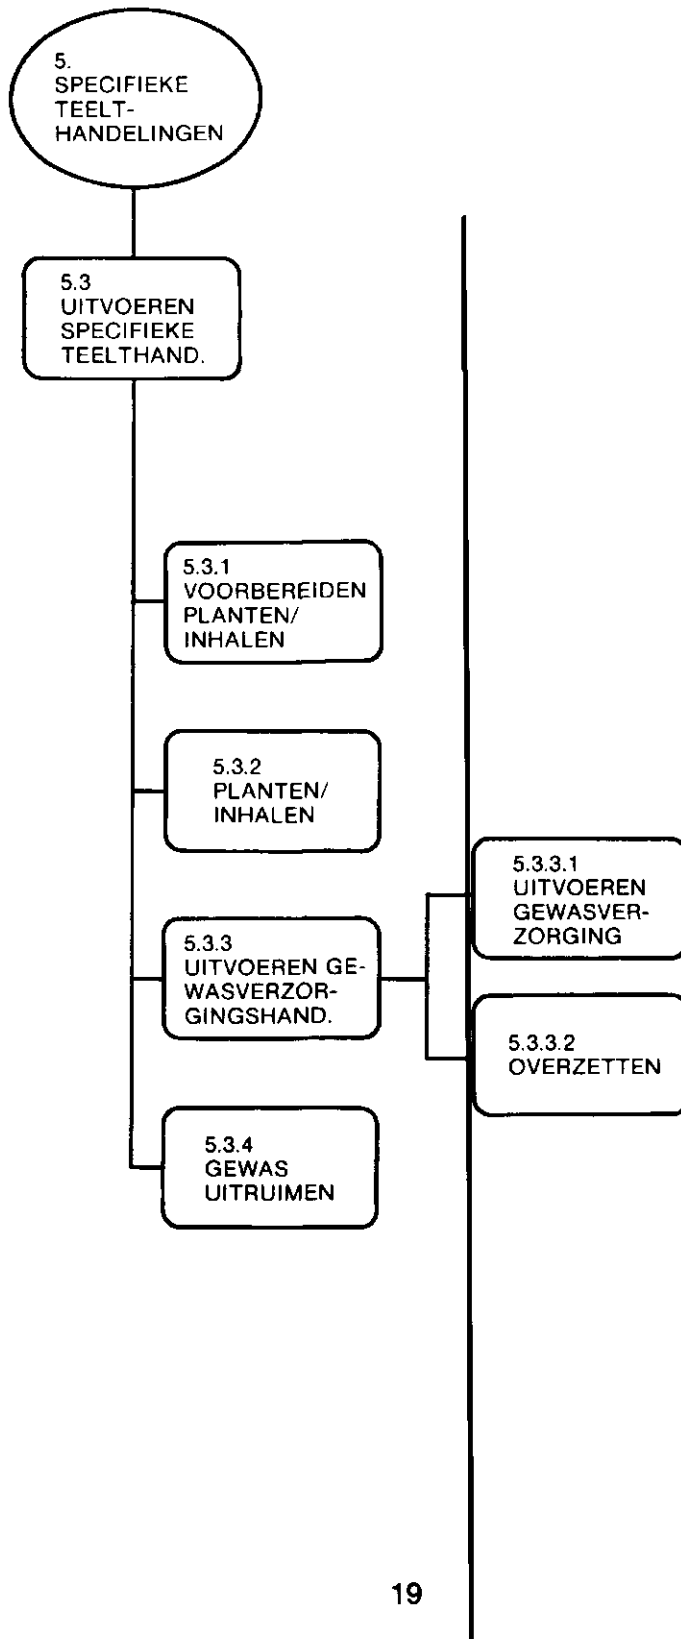 5.
SPECIFIEKE
TEELT-
HANDELINGEN
5.3
UITVOEREN
SPECIFIEKE
TEELTHAND.
5.3.1
VOORBEREIDEN
PLANTEN/
INHALEN
5.3.2
PLANTEN/
INHALEN
5.3.3
UITVOEREN GE-
WASVERZOR-
GINGSHAND.
5.3.3.1
UITVOEREN
GEWASVER-
ZORGING
5.3.3.2
OVERZETTEN
5.3.4
GEWAS
UITRUIMEN
19